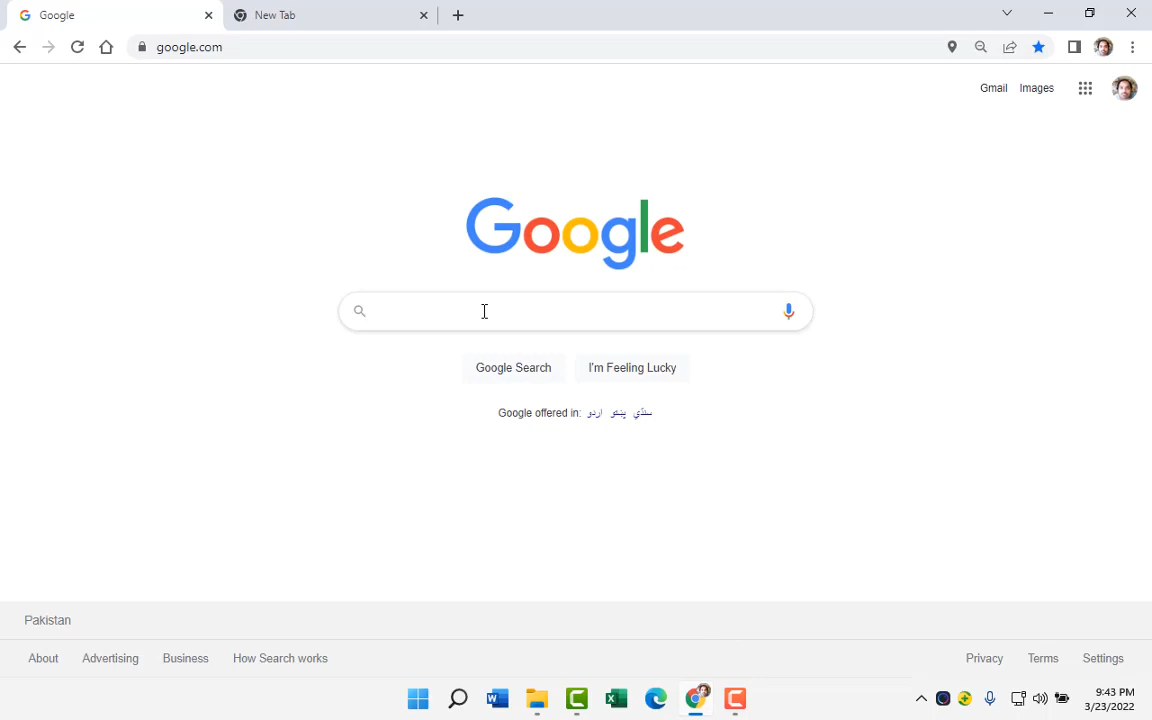 Google
New Tab
google.com
Gmail Images
Google
Google Search I'm Feeling Lucky
Google offered in: اردو پښتو سنڌي
Pakistan
About Advertising Business How Search works Privacy Terms Settings
9:43 PM
3/23/2022